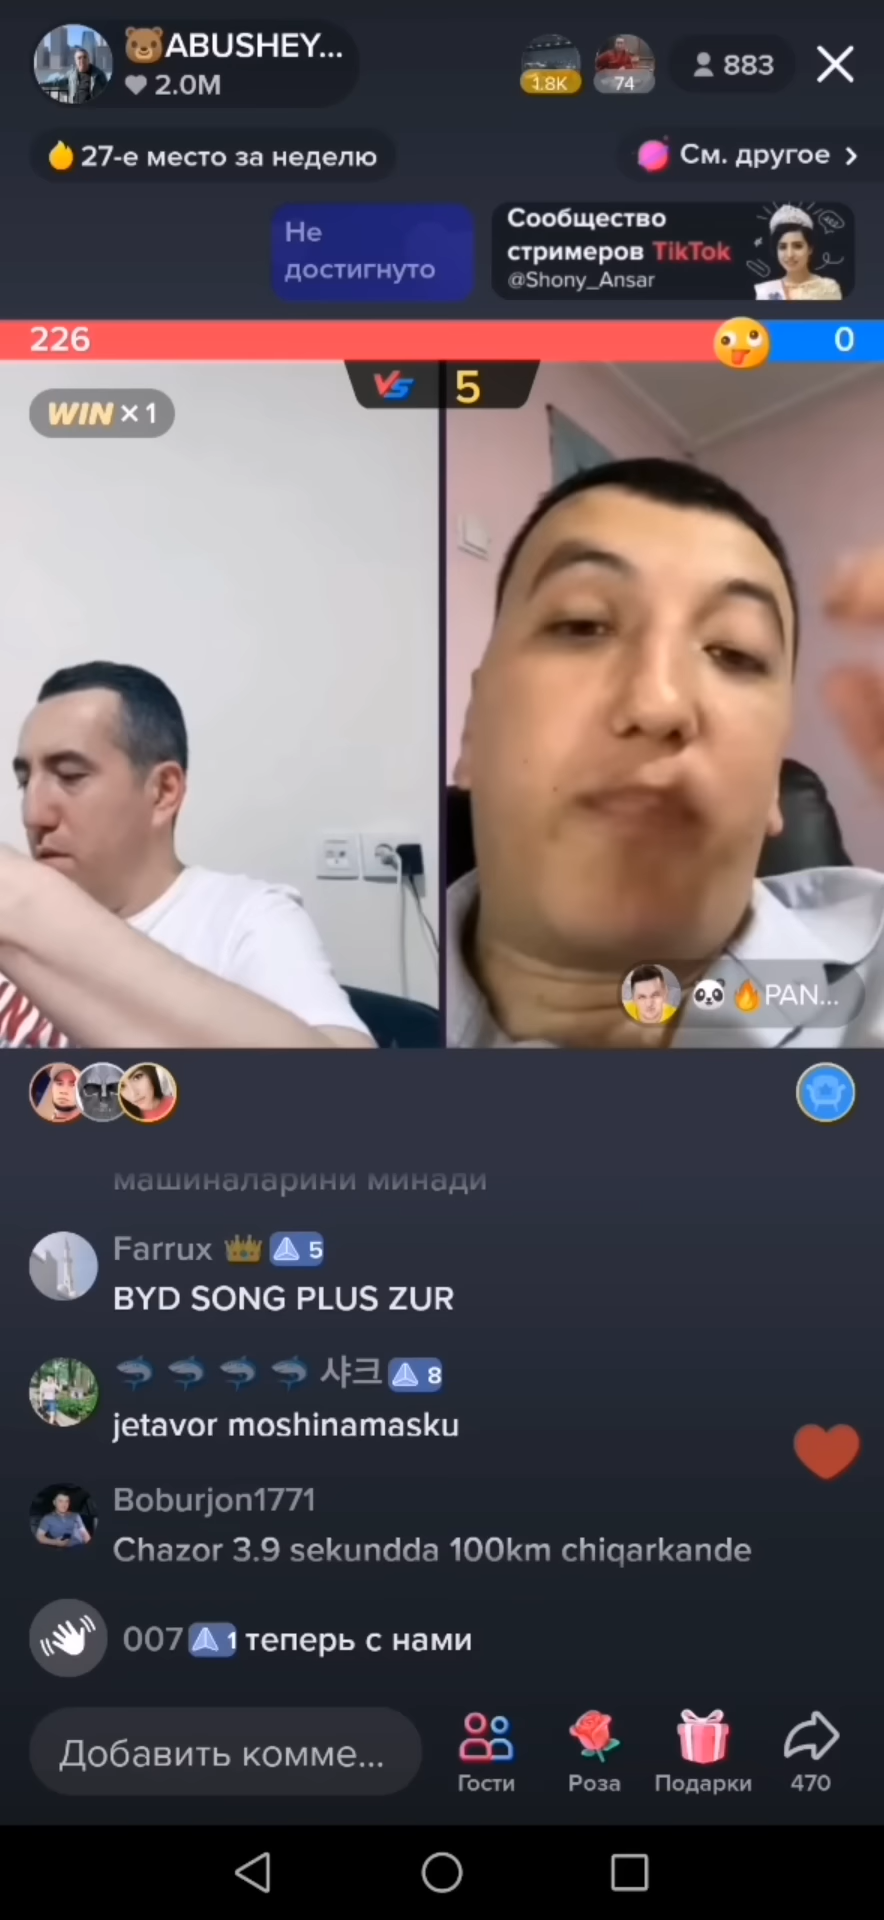 🐻ABUSHEY...
2.0M
1.8K
74
883
27-е место за неделю
См. другое
Не
достигнуто
Сообщество
стримеров TikTok
@Shony_Ansar
226
0
VS 5
WIN × 1
🐼🔥PAN...
машиналарини минади
Farrux 👑 5
BYD SONG PLUS ZUR
🦈🦈🦈🦈샤크 8
jetavor moshinamasku
Boburjon1771
Chazor 3.9 sekundda 100km chiqarkande
007 1 теперь с нами
Добавить комме...
Гости
Роза
Подарки
470